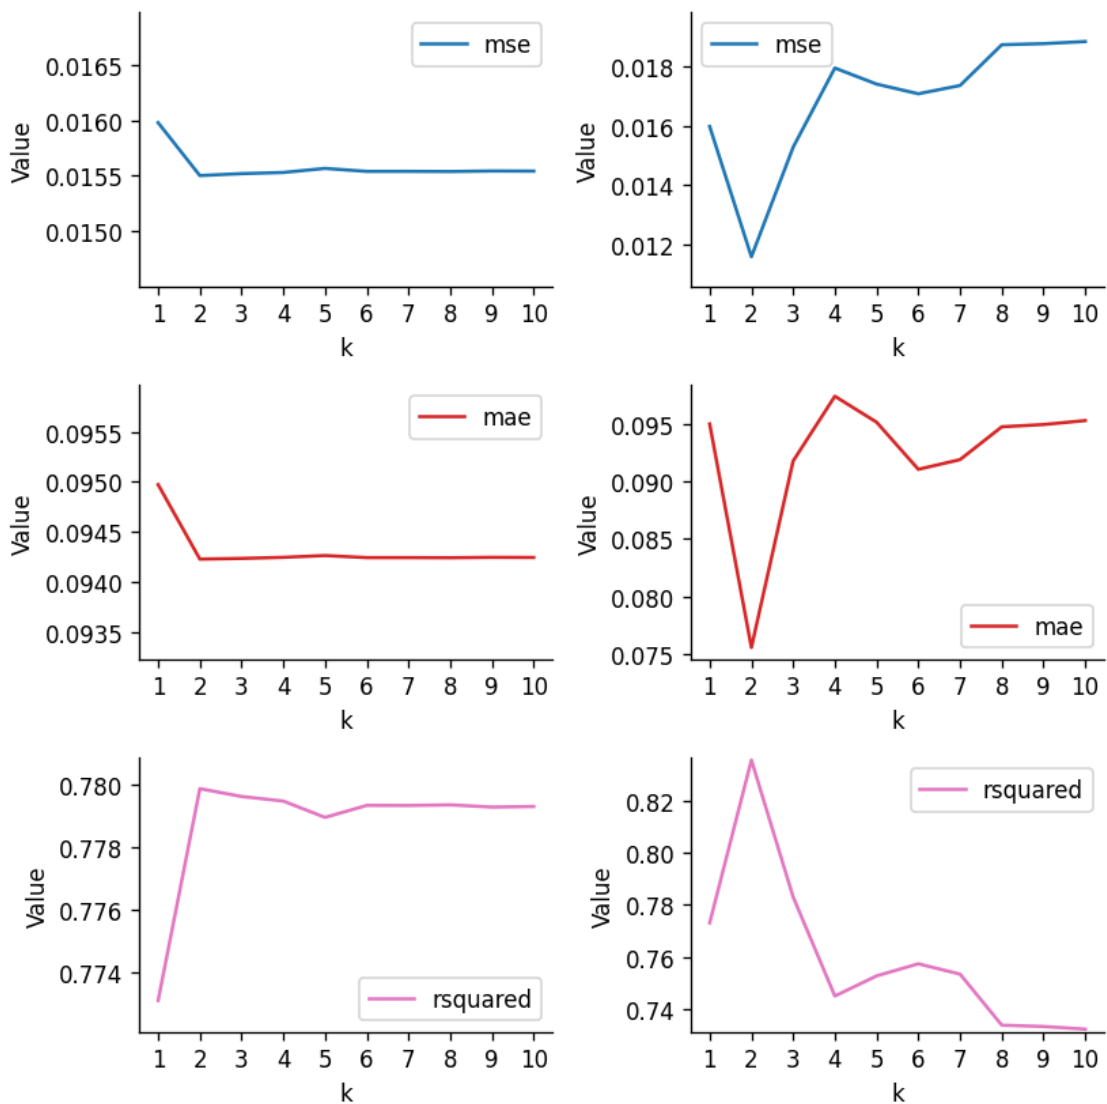 mse
0.0165
0.0160
0.0155
0.0150
Value
1 2 3 4 5 6 7 8 9 10
k
mse
0.018
0.016
0.014
0.012
Value
1 2 3 4 5 6 7 8 9 10
k
mae
0.0955
0.0950
0.0945
0.0940
0.0935
Value
1 2 3 4 5 6 7 8 9 10
k
0.095
0.090
0.085
0.080
0.075
Value
mae
1 2 3 4 5 6 7 8 9 10
k
0.780
0.778
0.776
0.774
Value
rsquared
1 2 3 4 5 6 7 8 9 10
k
rsquared
0.82
0.80
0.78
0.76
0.74
Value
1 2 3 4 5 6 7 8 9 10
k